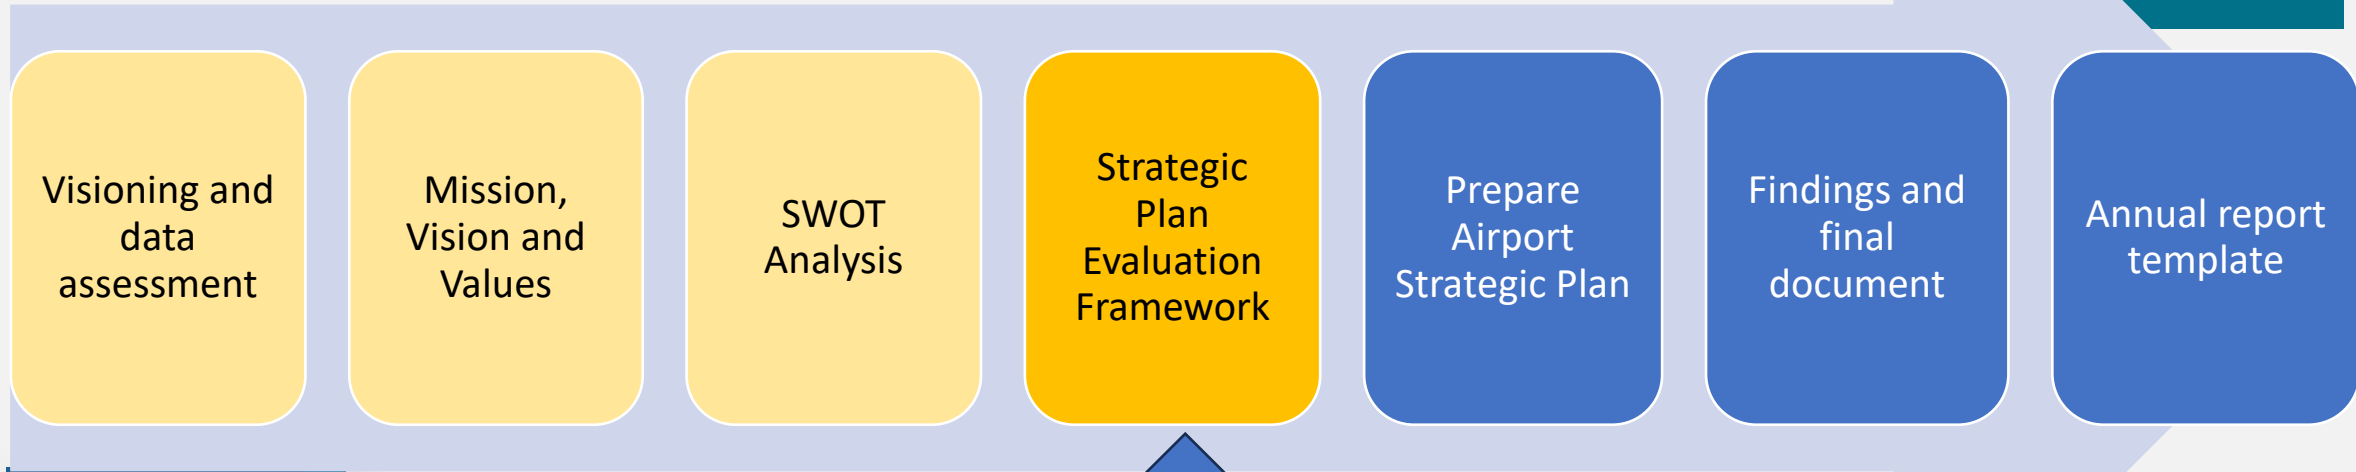 Visioning and
data
assessment
Mission,
Vision and
Values
SWOT
Analysis
Strategic
Plan
Evaluation
Framework
Prepare
Airport
Strategic Plan
Findings and
final
document
Annual report
template